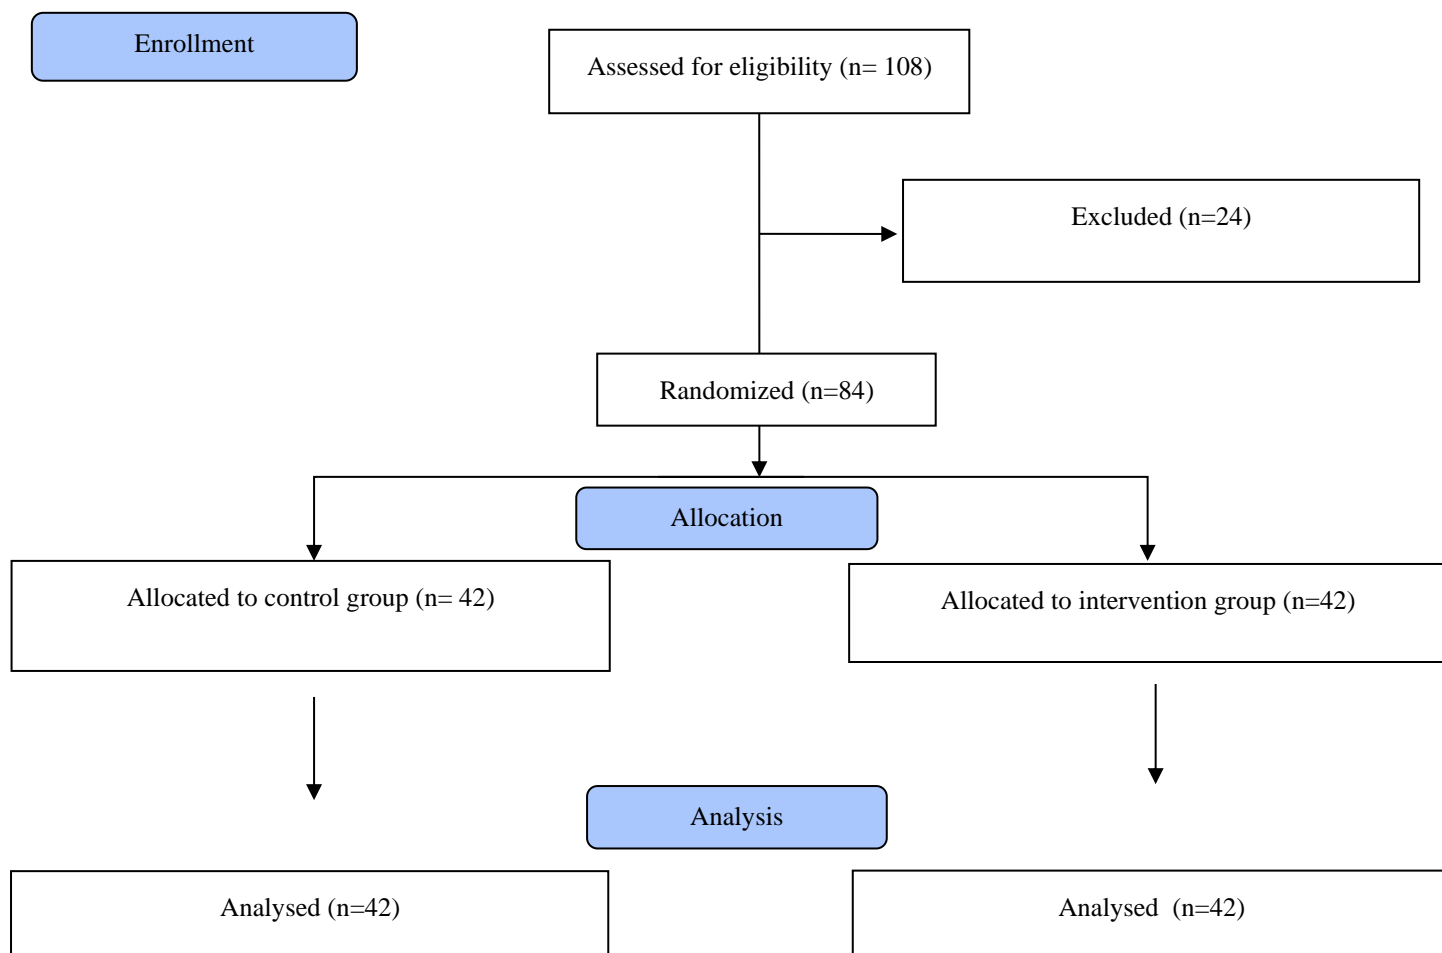 Enrollment
Assessed for eligibility (n= 108)
Excluded (n=24)
Randomized (n=84)
Allocation
Allocated to control group (n= 42)
Allocated to intervention group (n=42)
Analysis
Analysed (n=42)
Analysed  (n=42)